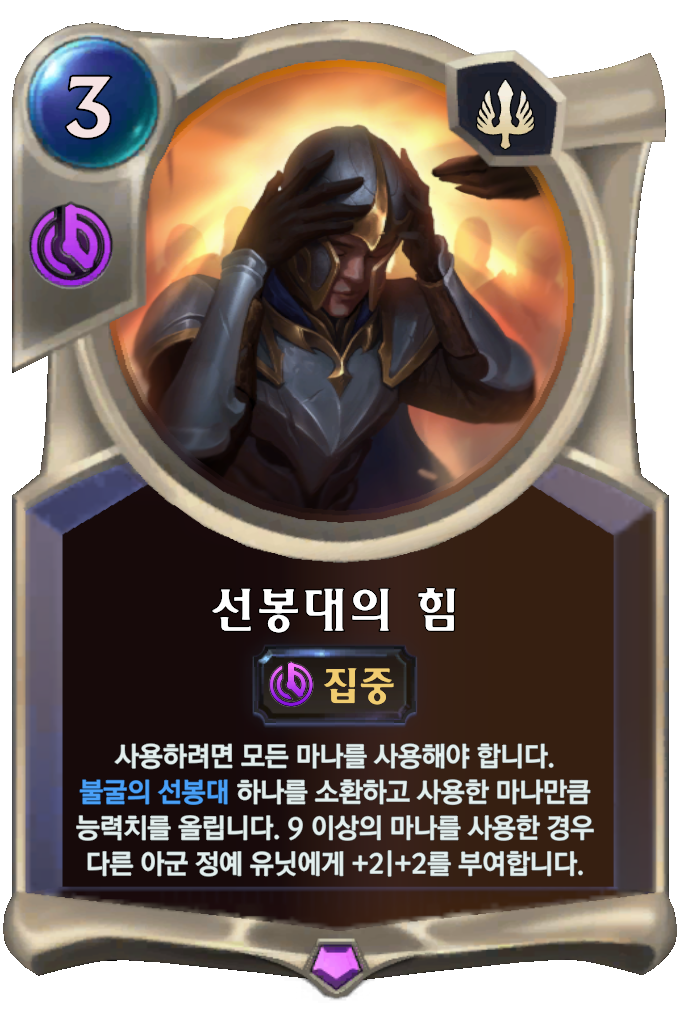 3
선봉대의 힘
집중
사용하려면 모든 마나를 사용해야 합니다.
불굴의 선봉대 하나를 소환하고 사용한 마나만큼
능력치를 올립니다. 9 이상의 마나를 사용한 경우
다른 아군 정예 유닛에게 +2|+2를 부여합니다.